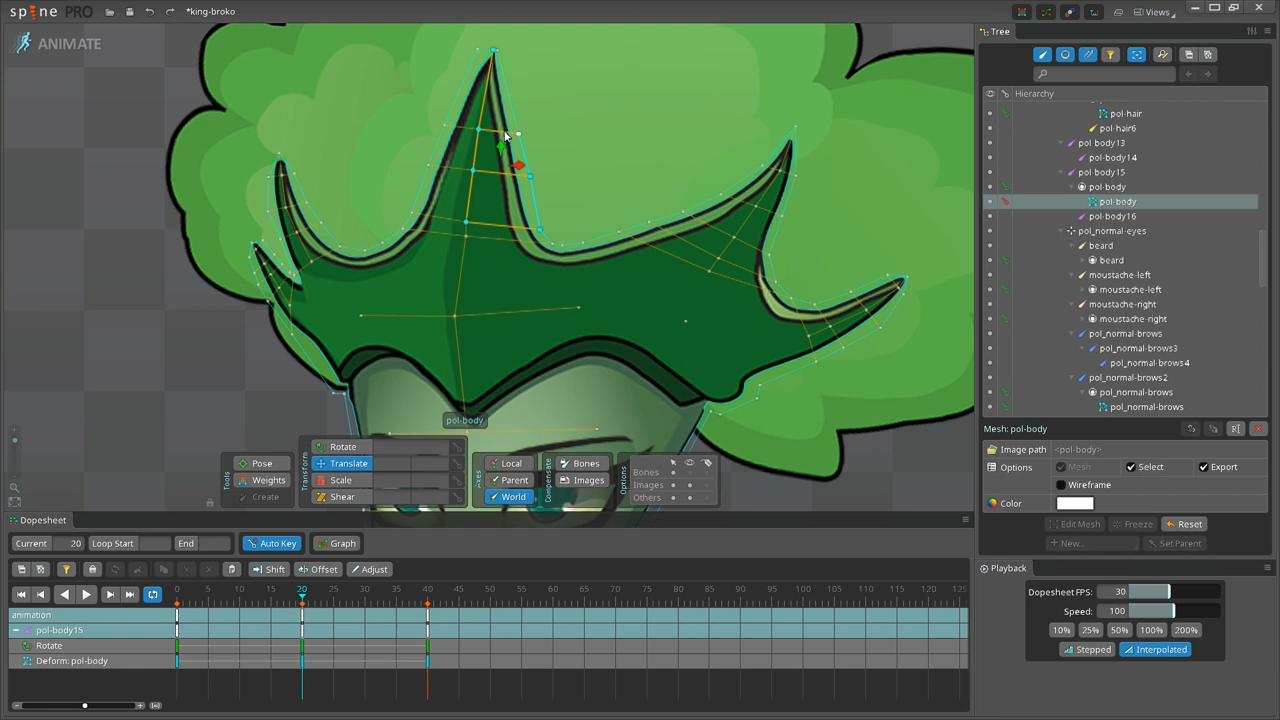 spine PRO *king-broko Views
ANIMATE
Tree
Hierarchy
pol-hair
pol-hair6
pol body13
pol-body14
pol-body15
pol-body
pol-body
pol-body16
pol_normal-eyes
beard
beard
moustache-left
moustache-left
moustache-right
moustache-right
pol_normal-brows
pol_normal-brows3
pol_normal-brows4
pol_normal-brows2
pol_normal-brows
pol_normal-brows
Mesh: pol-body
Image path <pol-body>
Options Mesh Select Export
Wireframe
Color
Edit Mesh Freeze Reset
New... Set Parent
pol-body
Tools
Pose
Weights
Create
Transform
Rotate
Translate
Scale
Shear
Axes
Local
Parent
World
Compensate
Bones
Images
Options
Bones
Images
Others
Dopesheet
Current 20 Loop Start End Auto Key Graph
Shift Offset Adjust
0 5 10 15 20 25 30 35 40 45 50 55 60 65 70 75 80 85 90 95 100 105 110 115 120 125
animation
pol-body15
Rotate
Deform: pol-body
Playback
Dopesheet FPS: 30
Speed: 100
10% 25% 50% 100% 200%
Stepped Interpolated